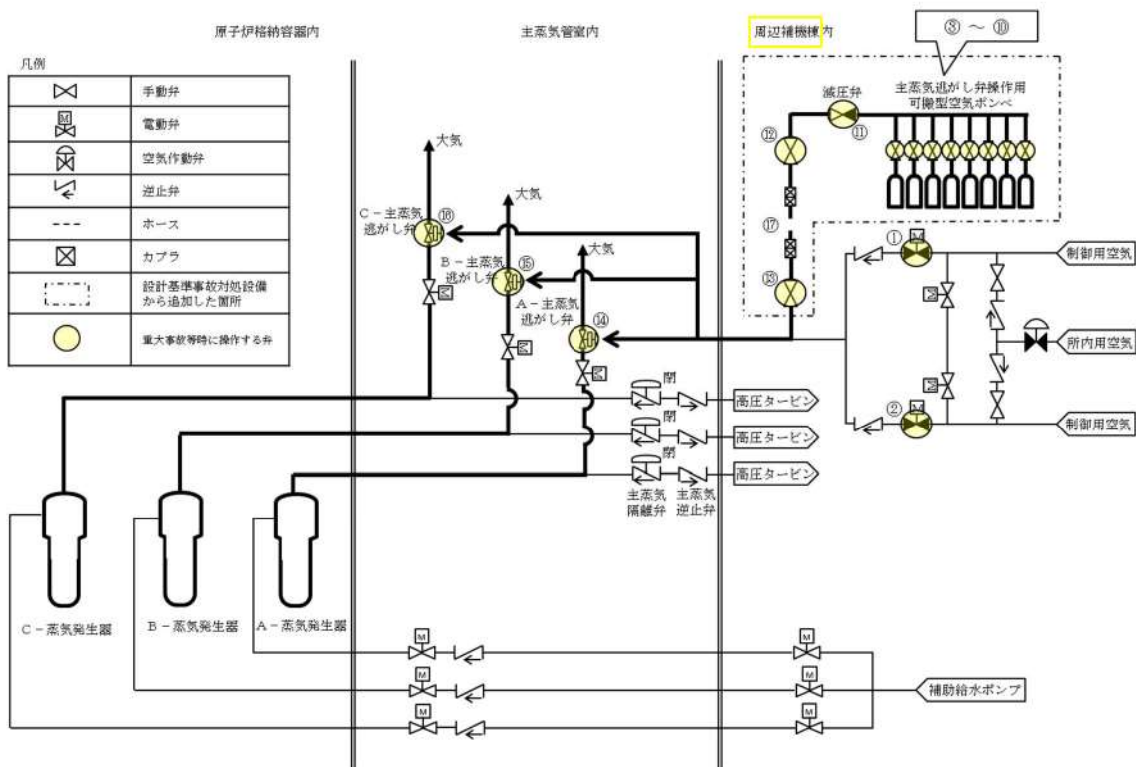 原子炉格納容器内
主蒸気管室内
周辺補機棟内
③ ～ ⑩
凡例
手動弁
M
電動弁
空気作動弁
逆止弁
ホース
カプラ
設計基準事故対処設備
から追加した箇所
重大事故等時に操作する弁
主蒸気逃がし弁操作用
可搬型空気ボンベ
減圧弁
⑪
⑫
⑰
⑬
大気
C－主蒸気
逃がし弁
⑯
M
大気
B－主蒸気
逃がし弁
⑮
M
大気
A－主蒸気
逃がし弁
⑭
M
①
M
制御用空気
M
所内用空気
M
②
M
制御用空気
閉
高圧タービン
閉
高圧タービン
閉
高圧タービン
主蒸気
隔離弁
主蒸気
逆止弁
C－蒸気発生器
B－蒸気発生器
A－蒸気発生器
M
M
M
M
補助給水ポンプ
M
M